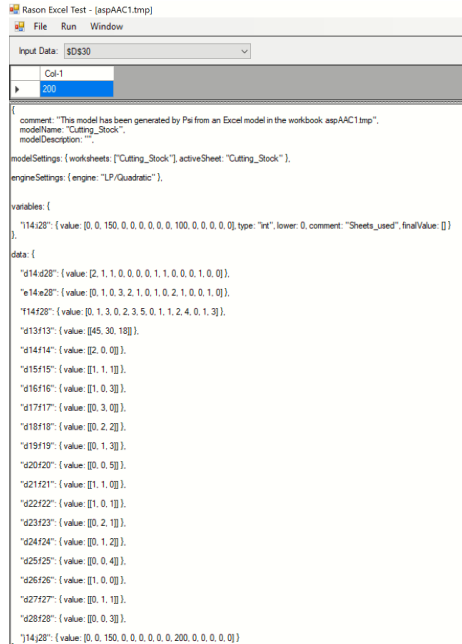 Rason Excel Test - [aspAAC1.tmp]
File Run Window
Input Data: $D$30
Col-1
200
{
comment: "This model has been generated by Psi from an Excel model in the workbook aspAAC1.tmp",
modelName: "Cutting_Stock",
modelDescription: "",
modelSettings: { worksheets: ["Cutting_Stock"], activeSheet: "Cutting_Stock" },
engineSettings: { engine: "LP/Quadratic" },
variables: {
"i14:i28": { value: [0, 0, 150, 0, 0, 0, 0, 0, 0, 100, 0, 0, 0, 0, 0], type: "int", lower: 0, comment: "Sheets_used", finalValue: [] }
},
data: {
"d14:d28": { value: [2, 1, 1, 0, 0, 0, 0, 1, 1, 0, 0, 0, 1, 0, 0] },
"e14:e28": { value: [0, 1, 0, 3, 2, 1, 0, 1, 0, 2, 1, 0, 0, 1, 0] },
"f14:f28": { value: [0, 1, 3, 0, 2, 3, 5, 0, 1, 1, 2, 4, 0, 1, 3] },
"d13:f13": { value: [[45, 30, 18]] },
"d14:f14": { value: [[2, 0, 0]] },
"d15:f15": { value: [[1, 1, 1]] },
"d16:f16": { value: [[1, 0, 3]] },
"d17:f17": { value: [[0, 3, 0]] },
"d18:f18": { value: [[0, 2, 2]] },
"d19:f19": { value: [[0, 1, 3]] },
"d20:f20": { value: [[0, 0, 5]] },
"d21:f21": { value: [[1, 1, 0]] },
"d22:f22": { value: [[1, 0, 1]] },
"d23:f23": { value: [[0, 2, 1]] },
"d24:f24": { value: [[0, 1, 2]] },
"d25:f25": { value: [[0, 0, 4]] },
"d26:f26": { value: [[1, 0, 0]] },
"d27:f27": { value: [[0, 1, 1]] },
"d28:f28": { value: [[0, 0, 3]] },
"j14:j28": { value: [0, 0, 150, 0, 0, 0, 0, 0, 0, 200, 0, 0, 0, 0, 0] }